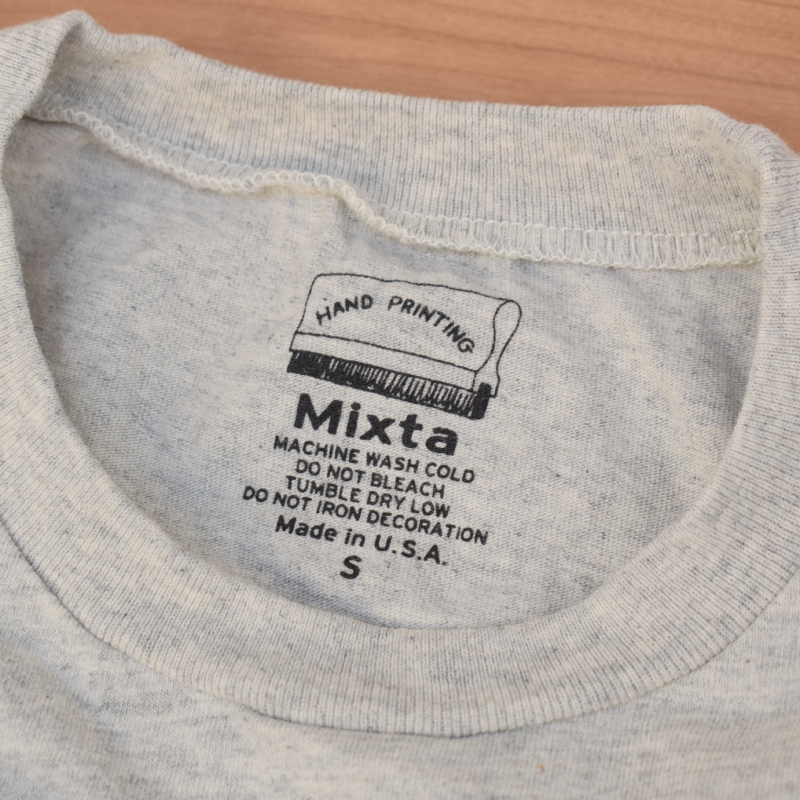 HAND PRINTING
Mixta
MACHINE WASH COLD
DO NOT BLEACH
TUMBLE DRY LOW
DO NOT IRON DECORATION
Made in U.S.A.
S